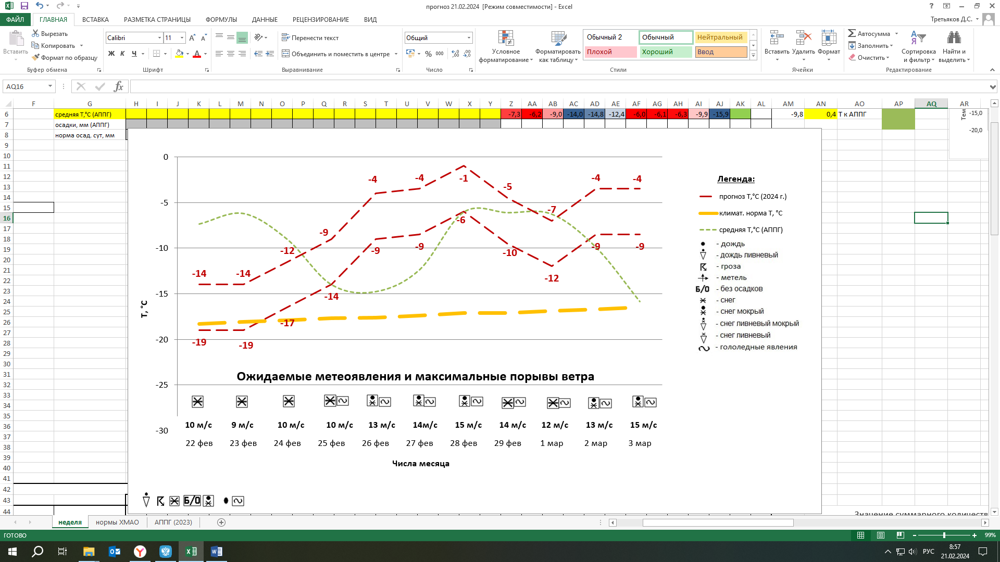 прогноз 21.02.2024 [Режим совместимости] - Excel
ФАЙЛ ГЛАВНАЯ ВСТАВКА РАЗМЕТКА СТРАНИЦЫ ФОРМУЛЫ ДАННЫЕ РЕЦЕНЗИРОВАНИЕ ВИД Третьяков Д.С.
Вставить
Вырезать
Копировать
Формат по образцу
Буфер обмена
Calibri 11
Ж К Ч
Шрифт
Перенести текст
Объединить и поместить в центре
Выравнивание
Общий
% 000
Число
Условное форматирование
Форматировать как таблицу
Обычный 2 Обычный Нейтральный
Плохой Хороший Ввод
Стили
Вставить Удалить Формат
Ячейки
Автосумма
Заполнить
Очистить
Сортировка и фильтр
Найти и выделить
Редактирование
AQ16
fx
F G H I J K L M N O P Q R S T U V W X Y Z AA AB AC AD AE AF AG AH AI AJ AK AL AM AN AO AP AQ AR
6 средняя Т,°С (АППГ) -7,3 -6,2 -9,0 -14,0 -14,8 -12,4 -6,0 -6,1 -6,3 -9,9 -15,9 -9,8 0,4 Т к АППГ
7 осадки, мм (АППГ)
8 норма осад. сут, мм
9
10
11
12
13
14
15
16
17
18
19
20
21
22
23
24
25
26
27
28
29
30
31
32
33
34
35
36
37
38
39
40
41
42
43
44
Тем
-15,0
-20,0
0
-5
-10
-15
-20
-25
-30
Т, °С
-14 -14 -12 -9 -4 -4 -1 -5 -7 -4 -4
-19 -19 -17 -14 -9 -9 -6 -10 -12 -9 -9
Легенда:
прогноз Т,°С (2024 г.)
климат. норма Т, °С
средняя Т,°С (АППГ)
- дождь
- дождь ливневый
- гроза
- метель
Б/О - без осадков
- снег
- снег мокрый
- снег ливневый мокрый
- снег ливневый
- гололедные явления
Ожидаемые метеоявления и максимальные порывы ветра
10 м/с 9 м/с 10 м/с 10 м/с 13 м/с 14м/с 15 м/с 14 м/с 12 м/с 13 м/с 15 м/с
22 фев 23 фев 24 фев 25 фев 26 фев 27 фев 28 фев 29 фев 1 мар 2 мар 3 мар
Числа месяца
Б/О
неделя нормы ХМАО АППГ (2023)
ГОТОВО
99%
РУС
8:57
21.02.2024